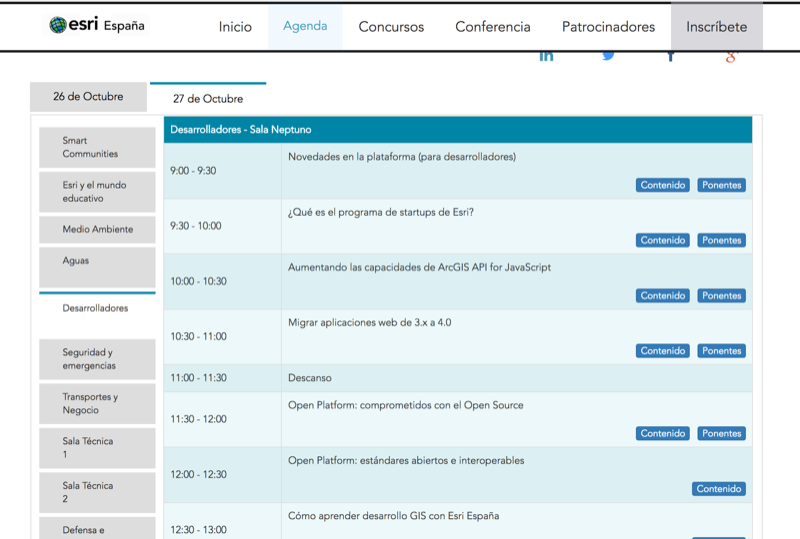 esri España
Inicio
Agenda
Concursos
Conferencia
Patrocinadores
Inscríbete
26 de Octubre
27 de Octubre
Smart
Communities
Esri y el mundo
educativo
Medio Ambiente
Aguas
Desarrolladores
Seguridad y
emergencias
Transportes y
Negocio
Sala Técnica
1
Sala Técnica
2
Defensa e
Desarrolladores - Sala Neptuno
9:00 - 9:30
Novedades en la plataforma (para desarrolladores)
Contenido Ponentes
9:30 - 10:00
¿Qué es el programa de startups de Esri?
Contenido Ponentes
10:00 - 10:30
Aumentando las capacidades de ArcGIS API for JavaScript
Contenido Ponentes
10:30 - 11:00
Migrar aplicaciones web de 3.x a 4.0
Contenido Ponentes
11:00 - 11:30
Descanso
11:30 - 12:00
Open Platform: comprometidos con el Open Source
Contenido Ponentes
12:00 - 12:30
Open Platform: estándares abiertos e interoperables
Contenido
12:30 - 13:00
Cómo aprender desarrollo GIS con Esri España